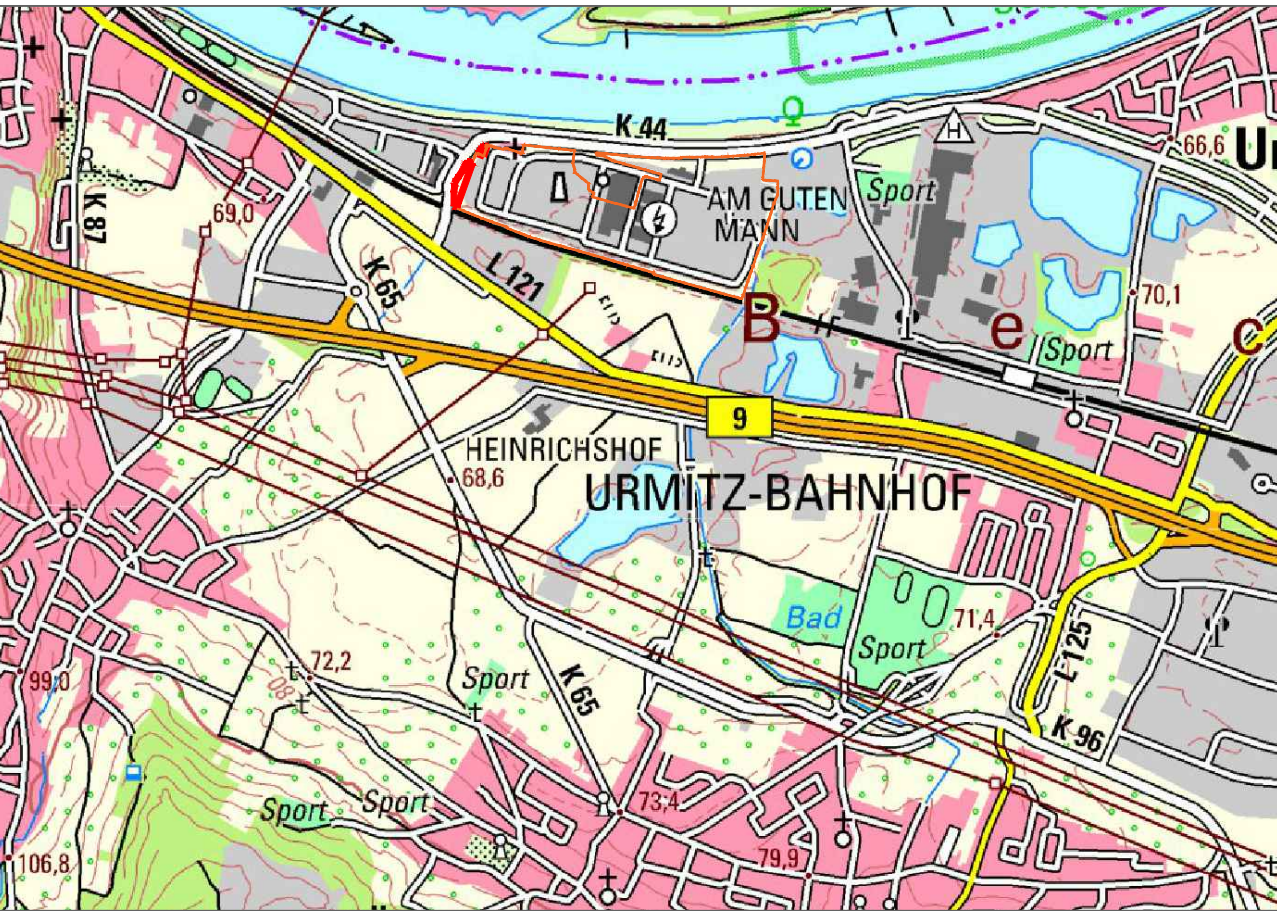 K 44
H
66,6
U
Sport
AM GUTEN
MANN
K 87
69,0
K 65
L 121
70,1
B
e
c
Sport
9
HEINRICHSHOF
68,6
URMITZ-BAHNHOF
Bad
Sport
71,4
L 125
72,2
80
99,0
Sport
K 65
K 96
Sport
Sport
73,4
79,9
106,8